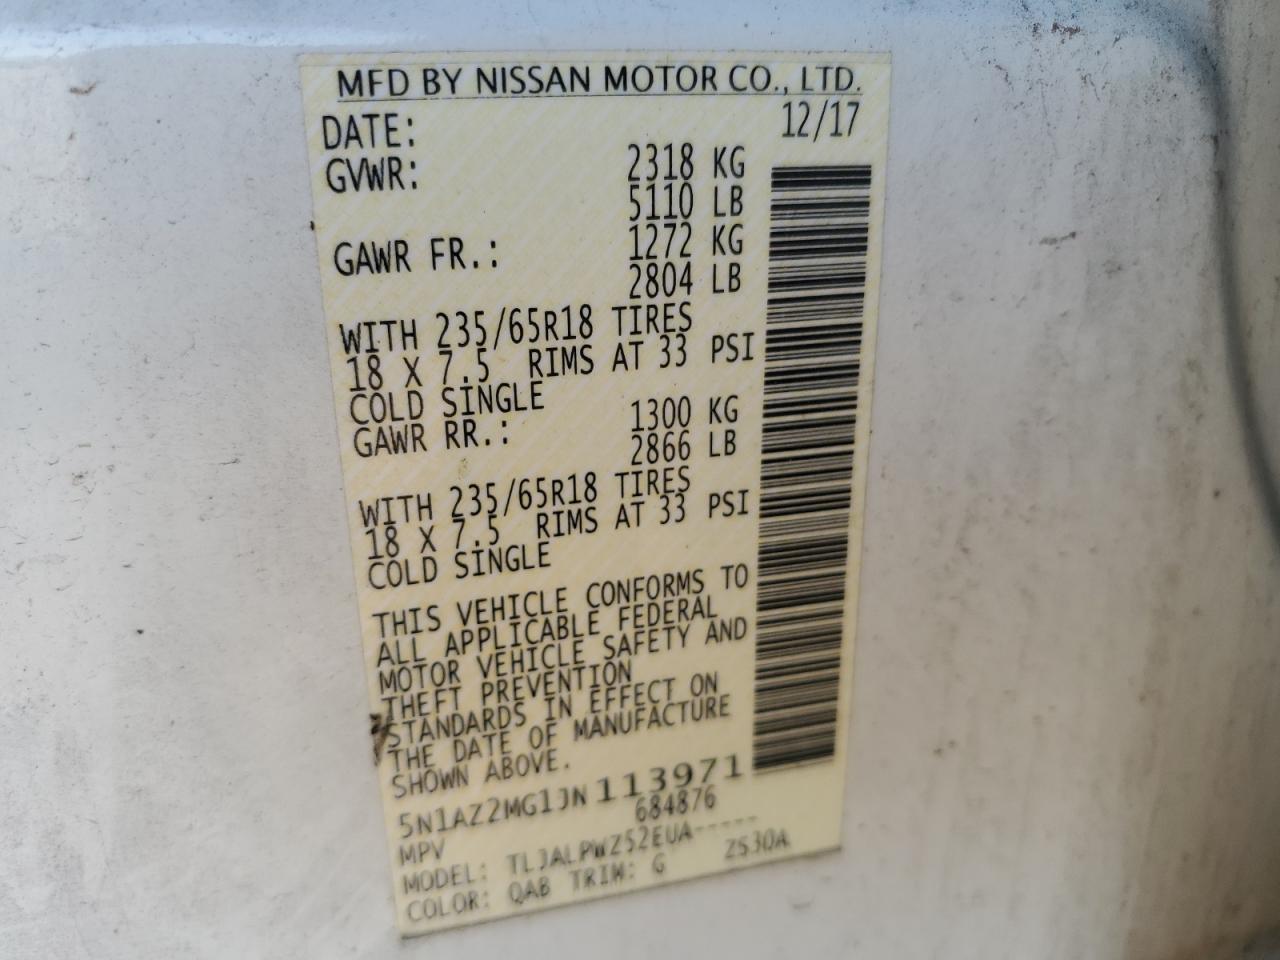 MFD BY NISSAN MOTOR CO., LTD.
DATE: 12/17
GVWR: 2318 KG
5110 LB
GAWR FR.: 1272 KG
2804 LB
WITH 235/65R18 TIRES
18 X 7.5 RIMS AT 33 PSI
COLD SINGLE
GAWR RR.: 1300 KG
2866 LB
WITH 235/65R18 TIRES
18 X 7.5 RIMS AT 33 PSI
COLD SINGLE
THIS VEHICLE CONFORMS TO
ALL APPLICABLE FEDERAL
MOTOR VEHICLE SAFETY AND
THEFT PREVENTION
STANDARDS IN EFFECT ON
THE DATE OF MANUFACTURE
SHOWN ABOVE.
5N1AZ2MG1JN113971
MPV 684876
MODEL: TLJALPWZ52EUA-----
COLOR: QAB TRIM: G Z530A